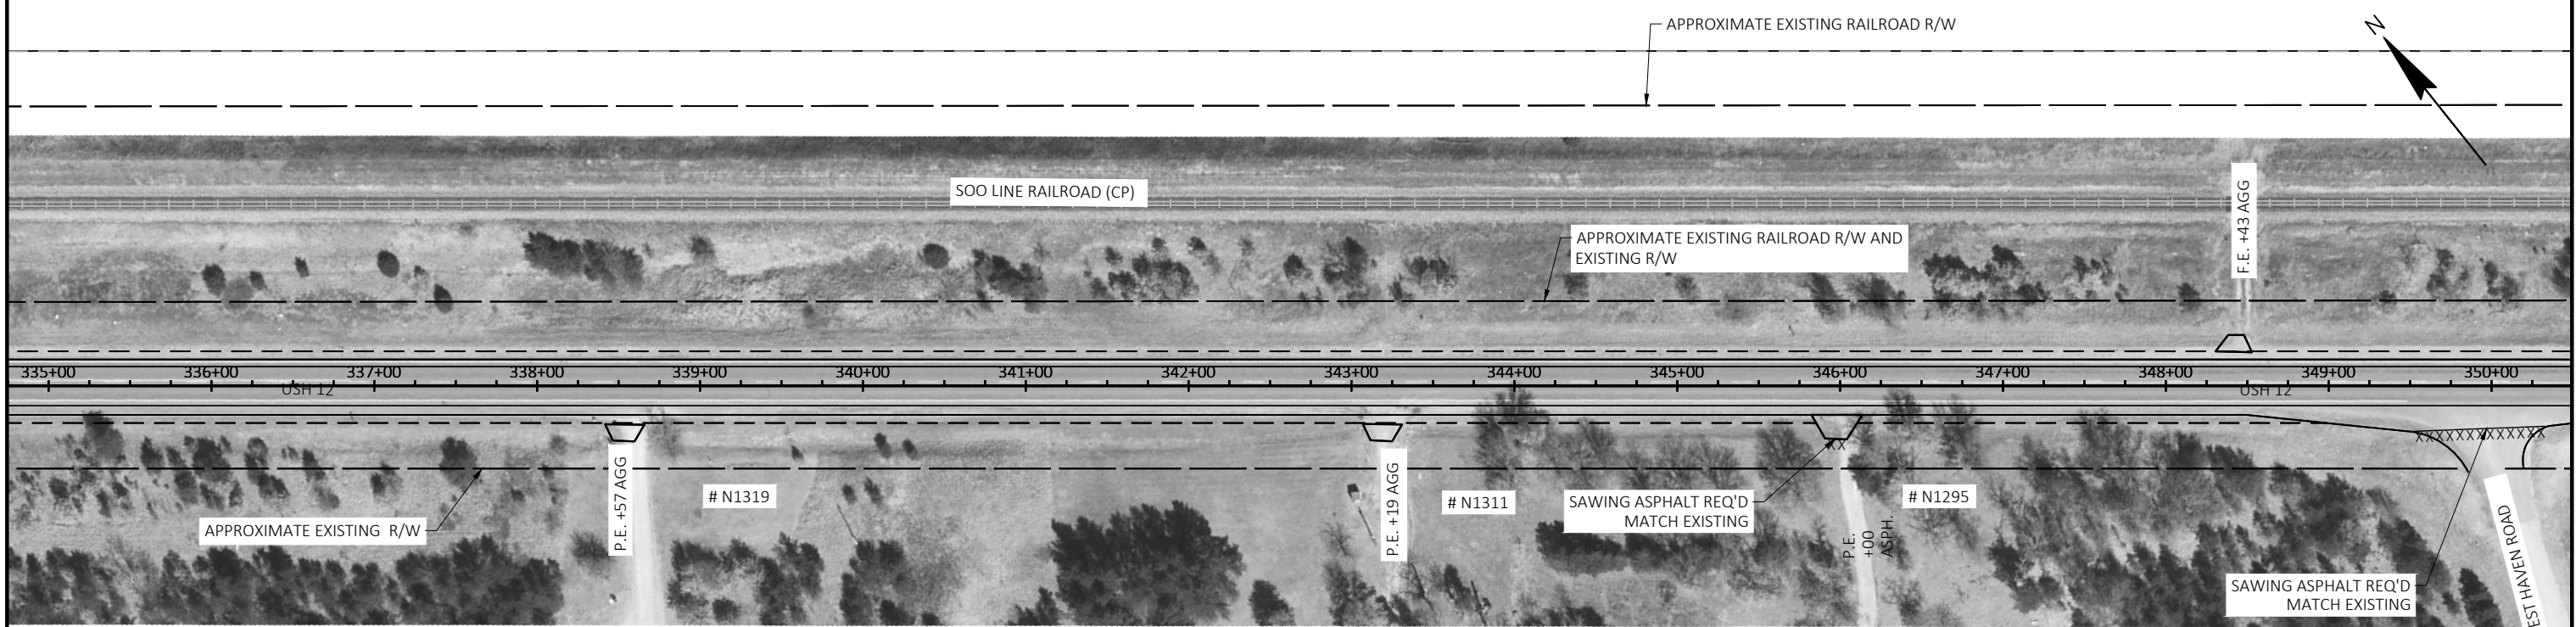 APPROXIMATE EXISTING RAILROAD R/W
N
SOO LINE RAILROAD (CP)
F.E. +43 AGG
APPROXIMATE EXISTING RAILROAD R/W AND
EXISTING R/W
335+00 336+00 337+00 338+00 339+00 340+00 341+00 342+00 343+00 344+00 345+00 346+00 347+00 348+00 349+00 350+00
USH 12 USH 12
X X X X X X X X X X X X X X
X X
P.E. +57 AGG
# N1319
P.E. +19 AGG
# N1311
SAWING ASPHALT REQ'D
MATCH EXISTING
# N1295
APPROXIMATE EXISTING R/W
P.E.
+00
ASPH.
SAWING ASPHALT REQ'D
MATCH EXISTING
EST HAVEN ROAD